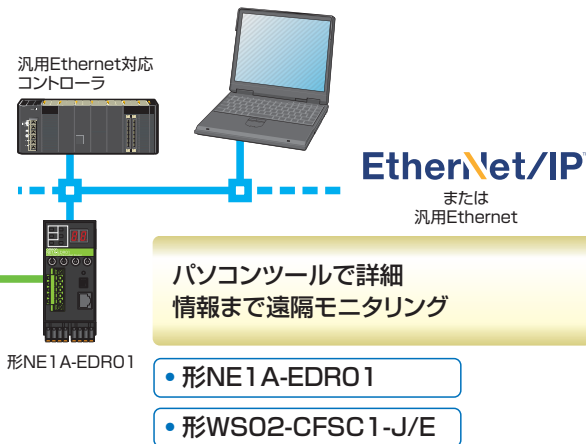 汎用Ethernet対応
コントローラ
EtherNet/IP™
または
汎用Ethernet
パソコンツールで詳細
情報まで遠隔モニタリング
形NE1A-EDR01
• 形NE1A-EDR01
• 形WS02-CFSC1-J/E